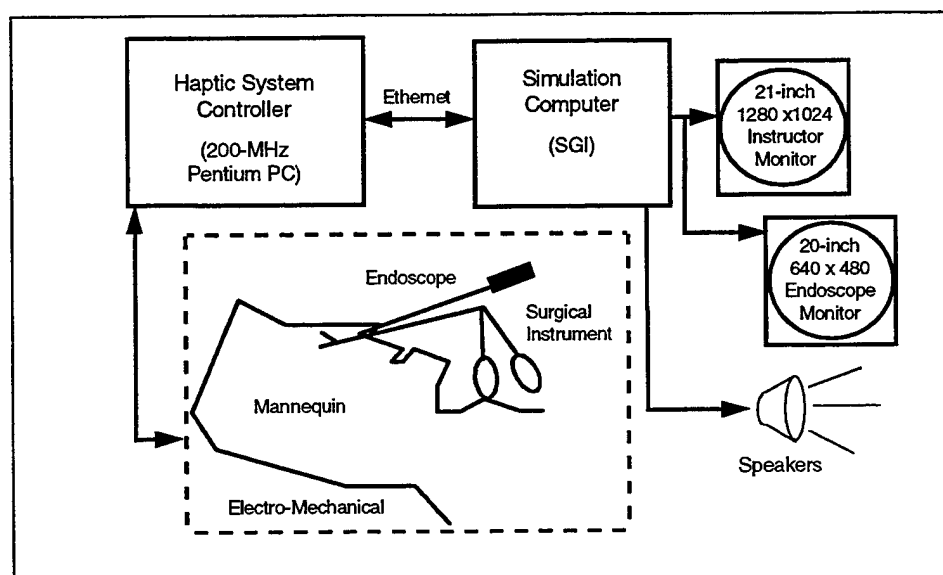 Haptic System
Controller
(200-MHz
Pentium PC)
Ethernet
Simulation
Computer
(SGI)
21-inch
1280 x1024
Instructor
Monitor
20-inch
640 x 480
Endoscope
Monitor
Endoscope
Surgical
Instrument
Mannequin
Electro-Mechanical
Speakers